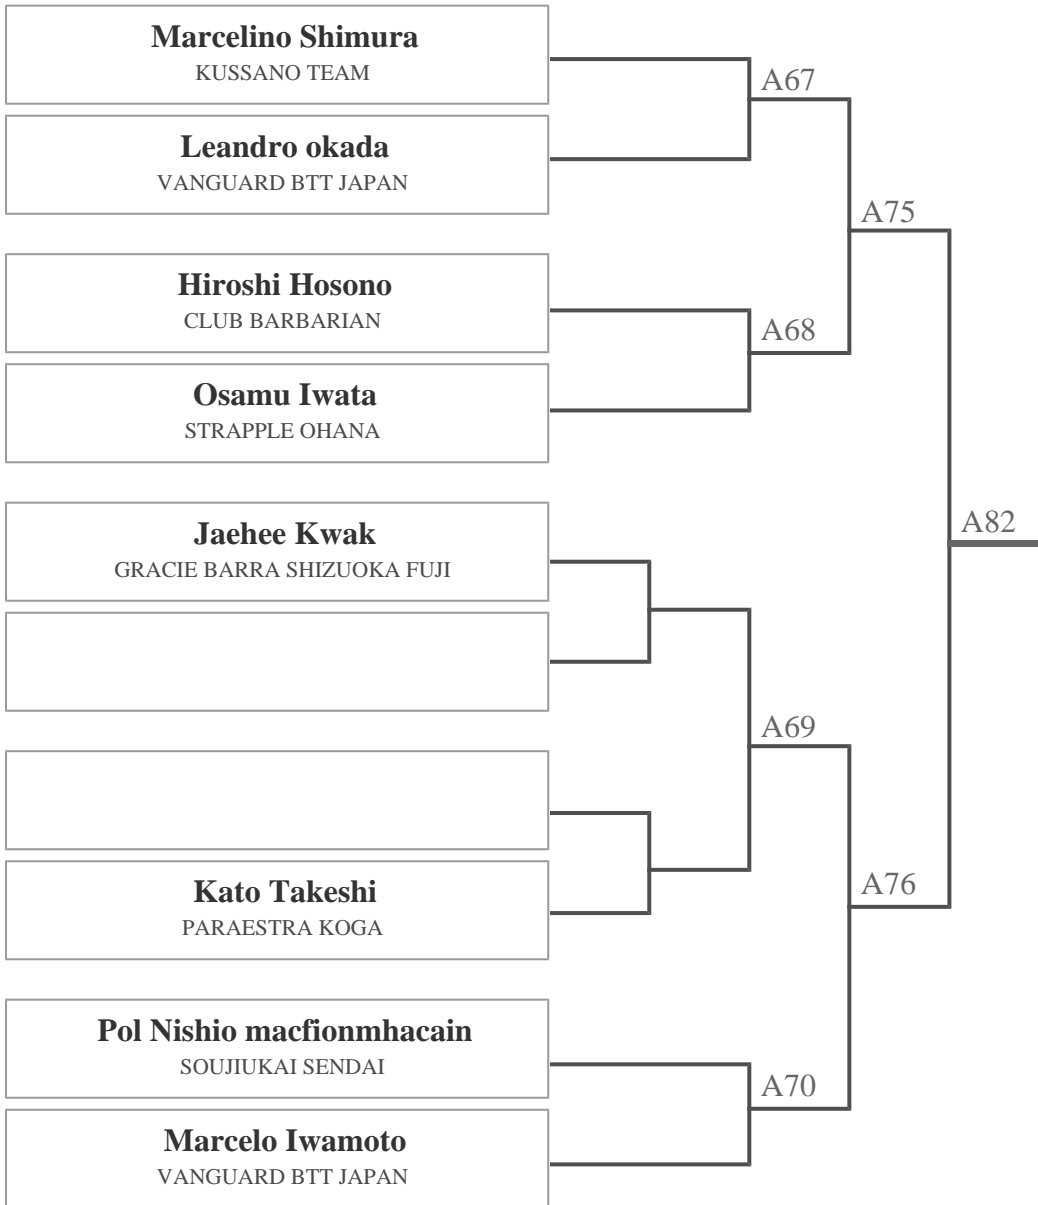 Marcelino Shimura
KUSSANO TEAM
A67
Leandro okada
VANGUARD BTT JAPAN
A75
Hiroshi Hosono
CLUB BARBARIAN
A68
Osamu Iwata
STRAPPLE OHANA
A82
Jaehee Kwak
GRACIE BARRA SHIZUOKA FUJI
A69
Kato Takeshi
PARAESTRA KOGA
A76
Pol Nishio macfionmhacain
SOUJIUKAI SENDAI
A70
Marcelo Iwamoto
VANGUARD BTT JAPAN